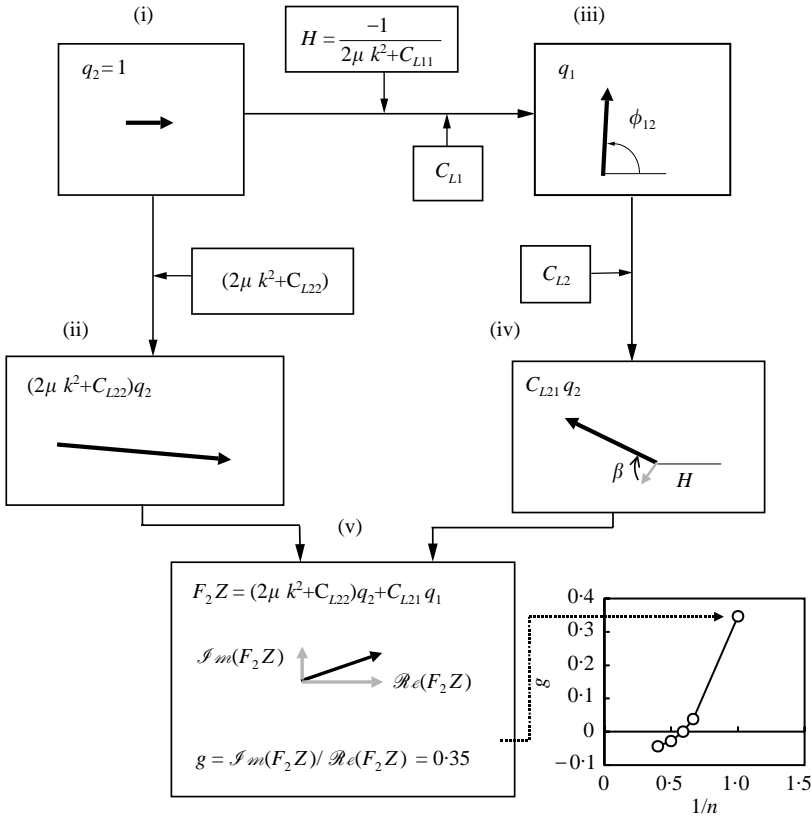 (i)
(iii)
H = −1 / 2μ k²+C_L11
q₂ = 1
q₁
ϕ₁₂
C_L1
(2μ k²+C_L22)
C_L2
(ii)
(iv)
(2μ k²+C_L22)q₂
C_L21 q₂
β
H
(v)
F₂Z = (2μ k²+C_L22)q₂+C_L21 q₁
ℐm(F₂Z)
ℛe(F₂Z)
g = ℐm(F₂Z)/ ℛe(F₂Z) = 0·35
0·4
0·3
0·2
0·1
0
−0·1
g
0
0·5
1·0
1·5
1/n